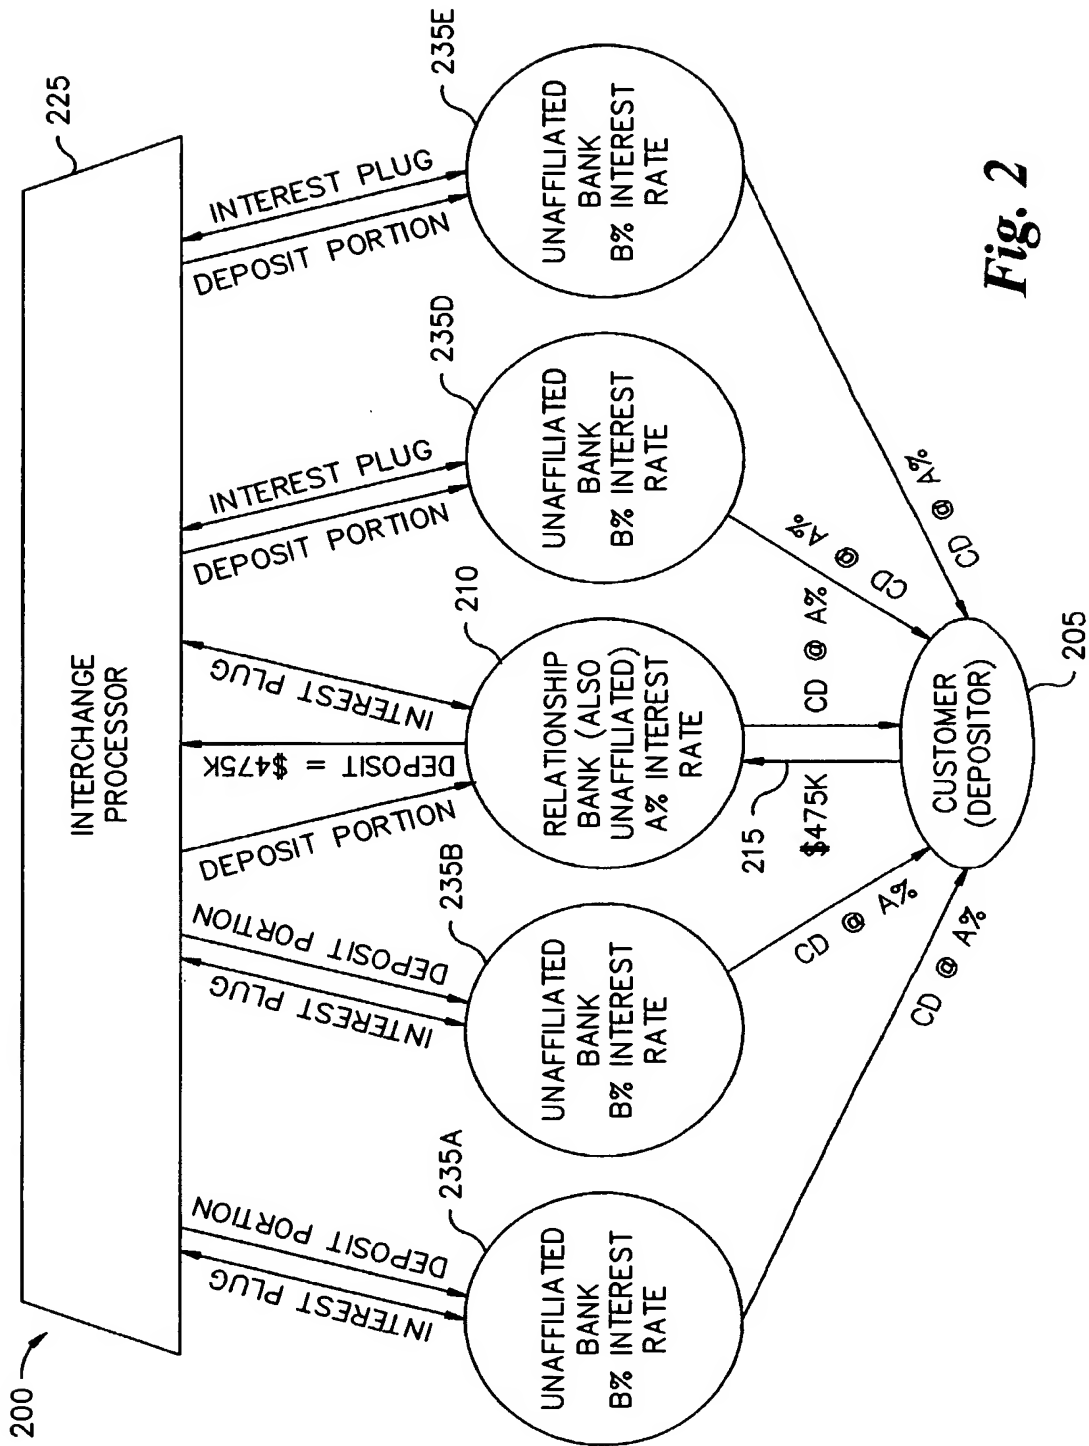 200
INTERCHANGE
PROCESSOR
225
INTEREST PLUG
DEPOSIT PORTION
INTEREST PLUG
DEPOSIT PORTION
DEPOSIT PORTION
DEPOSIT = $475K
INTEREST PLUG
DEPOSIT PORTION
INTEREST PLUG
DEPOSIT PORTION
INTEREST PLUG
235A
UNAFFILIATED
BANK
B% INTEREST
RATE
235B
UNAFFILIATED
BANK
B% INTEREST
RATE
210
RELATIONSHIP
BANK (ALSO
UNAFFILIATED)
A% INTEREST
RATE
235D
UNAFFILIATED
BANK
B% INTEREST
RATE
235E
UNAFFILIATED
BANK
B% INTEREST
RATE
CD @ A%
CD @ A%
215
$475K
CD @ A%
CD @ A%
CD @ A%
CUSTOMER
(DEPOSITOR)
205
Fig. 2